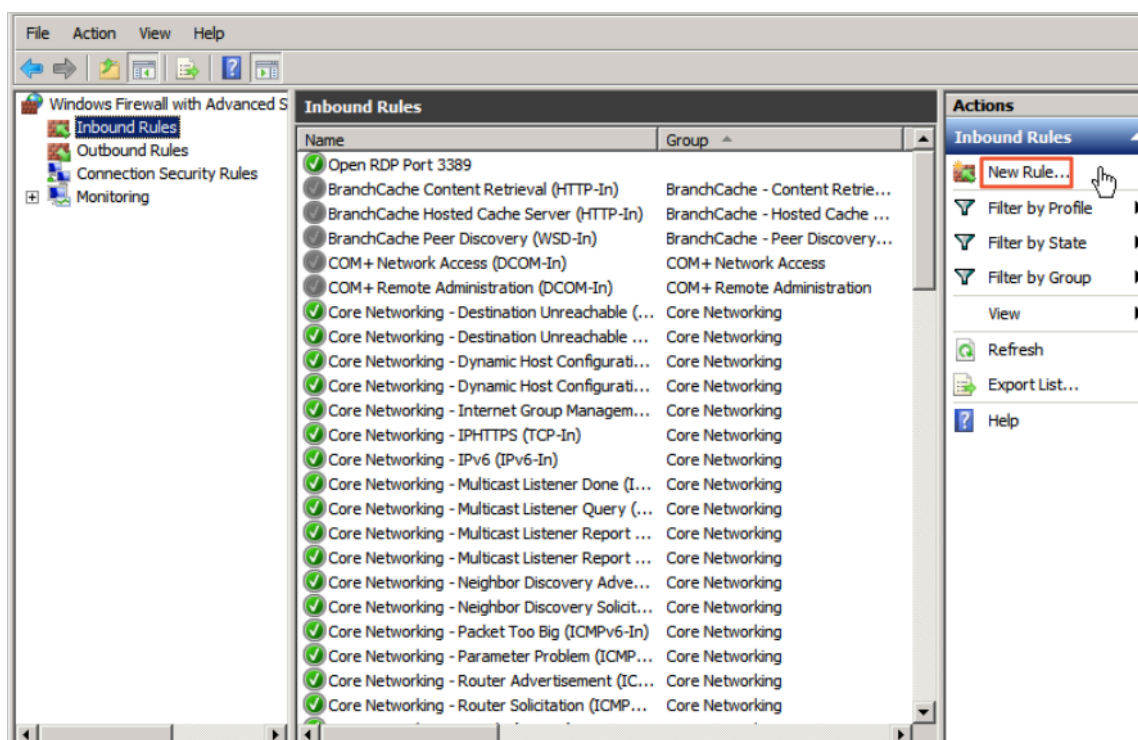 File Action View Help
Windows Firewall with Advanced S
Inbound Rules
Outbound Rules
Connection Security Rules
Monitoring
Inbound Rules
Name Group
Open RDP Port 3389
BranchCache Content Retrieval (HTTP-In) BranchCache - Content Retrie...
BranchCache Hosted Cache Server (HTTP-In) BranchCache - Hosted Cache ...
BranchCache Peer Discovery (WSD-In) BranchCache - Peer Discovery...
COM+ Network Access (DCOM-In) COM+ Network Access
COM+ Remote Administration (DCOM-In) COM+ Remote Administration
Core Networking - Destination Unreachable (... Core Networking
Core Networking - Destination Unreachable ... Core Networking
Core Networking - Dynamic Host Configurati... Core Networking
Core Networking - Dynamic Host Configurati... Core Networking
Core Networking - Internet Group Managem... Core Networking
Core Networking - IPHTTPS (TCP-In) Core Networking
Core Networking - IPv6 (IPv6-In) Core Networking
Core Networking - Multicast Listener Done (I... Core Networking
Core Networking - Multicast Listener Query (... Core Networking
Core Networking - Multicast Listener Report ... Core Networking
Core Networking - Multicast Listener Report ... Core Networking
Core Networking - Neighbor Discovery Adve... Core Networking
Core Networking - Neighbor Discovery Solicit... Core Networking
Core Networking - Packet Too Big (ICMPv6-In) Core Networking
Core Networking - Parameter Problem (ICMP... Core Networking
Core Networking - Router Advertisement (IC... Core Networking
Core Networking - Router Solicitation (ICMP... Core Networking
Actions
Inbound Rules
New Rule...
Filter by Profile
Filter by State
Filter by Group
View
Refresh
Export List...
Help